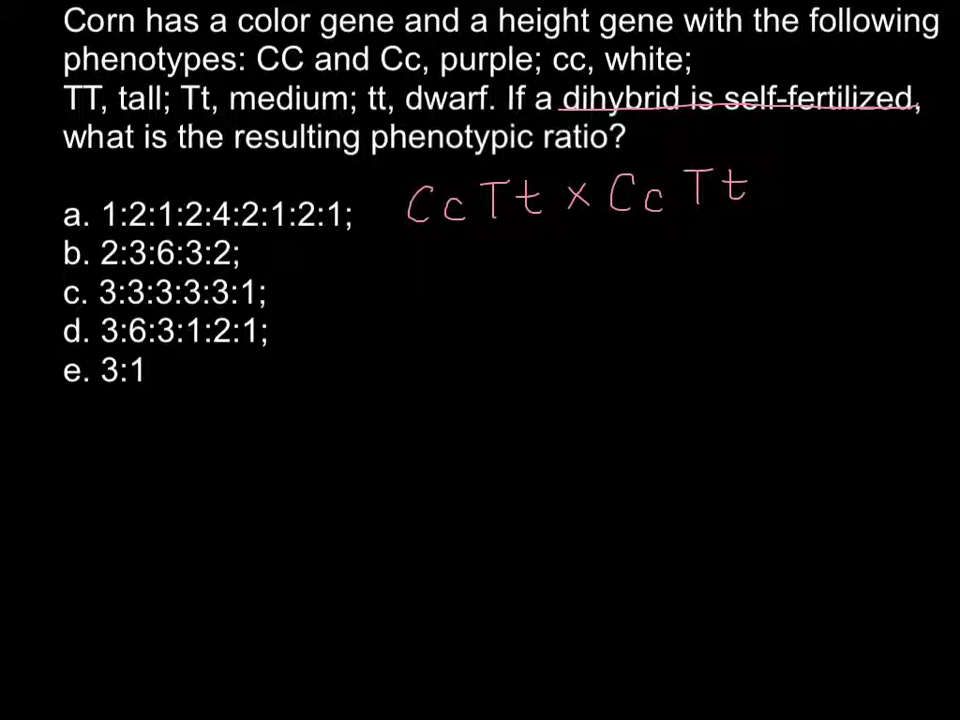 Corn has a color gene and a height gene with the following
phenotypes: CC and Cc, purple; cc, white;
TT, tall; Tt, medium; tt, dwarf. If a dihybrid is self-fertilized,
what is the resulting phenotypic ratio?
a. 1:2:1:2:4:2:1:2:1;
CcTt x CcTt
b. 2:3:6:3:2;
c. 3:3:3:3:3:1;
d. 3:6:3:1:2:1;
e. 3:1